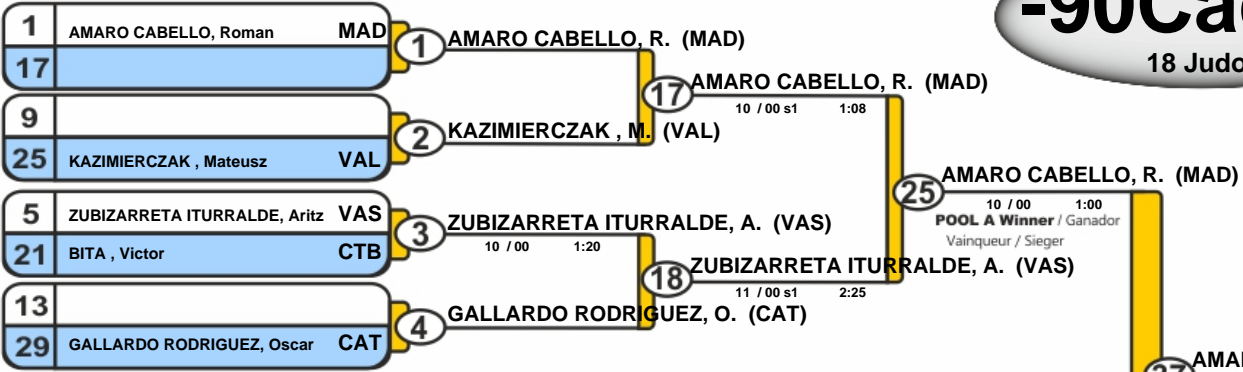 -90Ca
18 Judo
1 AMARO CABELLO, Roman MAD
17
1 AMARO CABELLO, R. (MAD)
17 AMARO CABELLO, R. (MAD)
10 / 00 s1 1:08
9
25 KAZIMIERCZAK , Mateusz VAL
2 KAZIMIERCZAK , M. (VAL)
25 AMARO CABELLO, R. (MAD)
10 / 00 1:00
POOL A Winner / Ganador
Vainqueur / Sieger
5 ZUBIZARRETA ITURRALDE, Aritz VAS
21 BITA , Victor CTB
3 ZUBIZARRETA ITURRALDE, A. (VAS)
10 / 00 1:20
18 ZUBIZARRETA ITURRALDE, A. (VAS)
11 / 00 s1 2:25
13
29 GALLARDO RODRIGUEZ, Oscar CAT
4 GALLARDO RODRIGUEZ, O. (CAT)
AMA